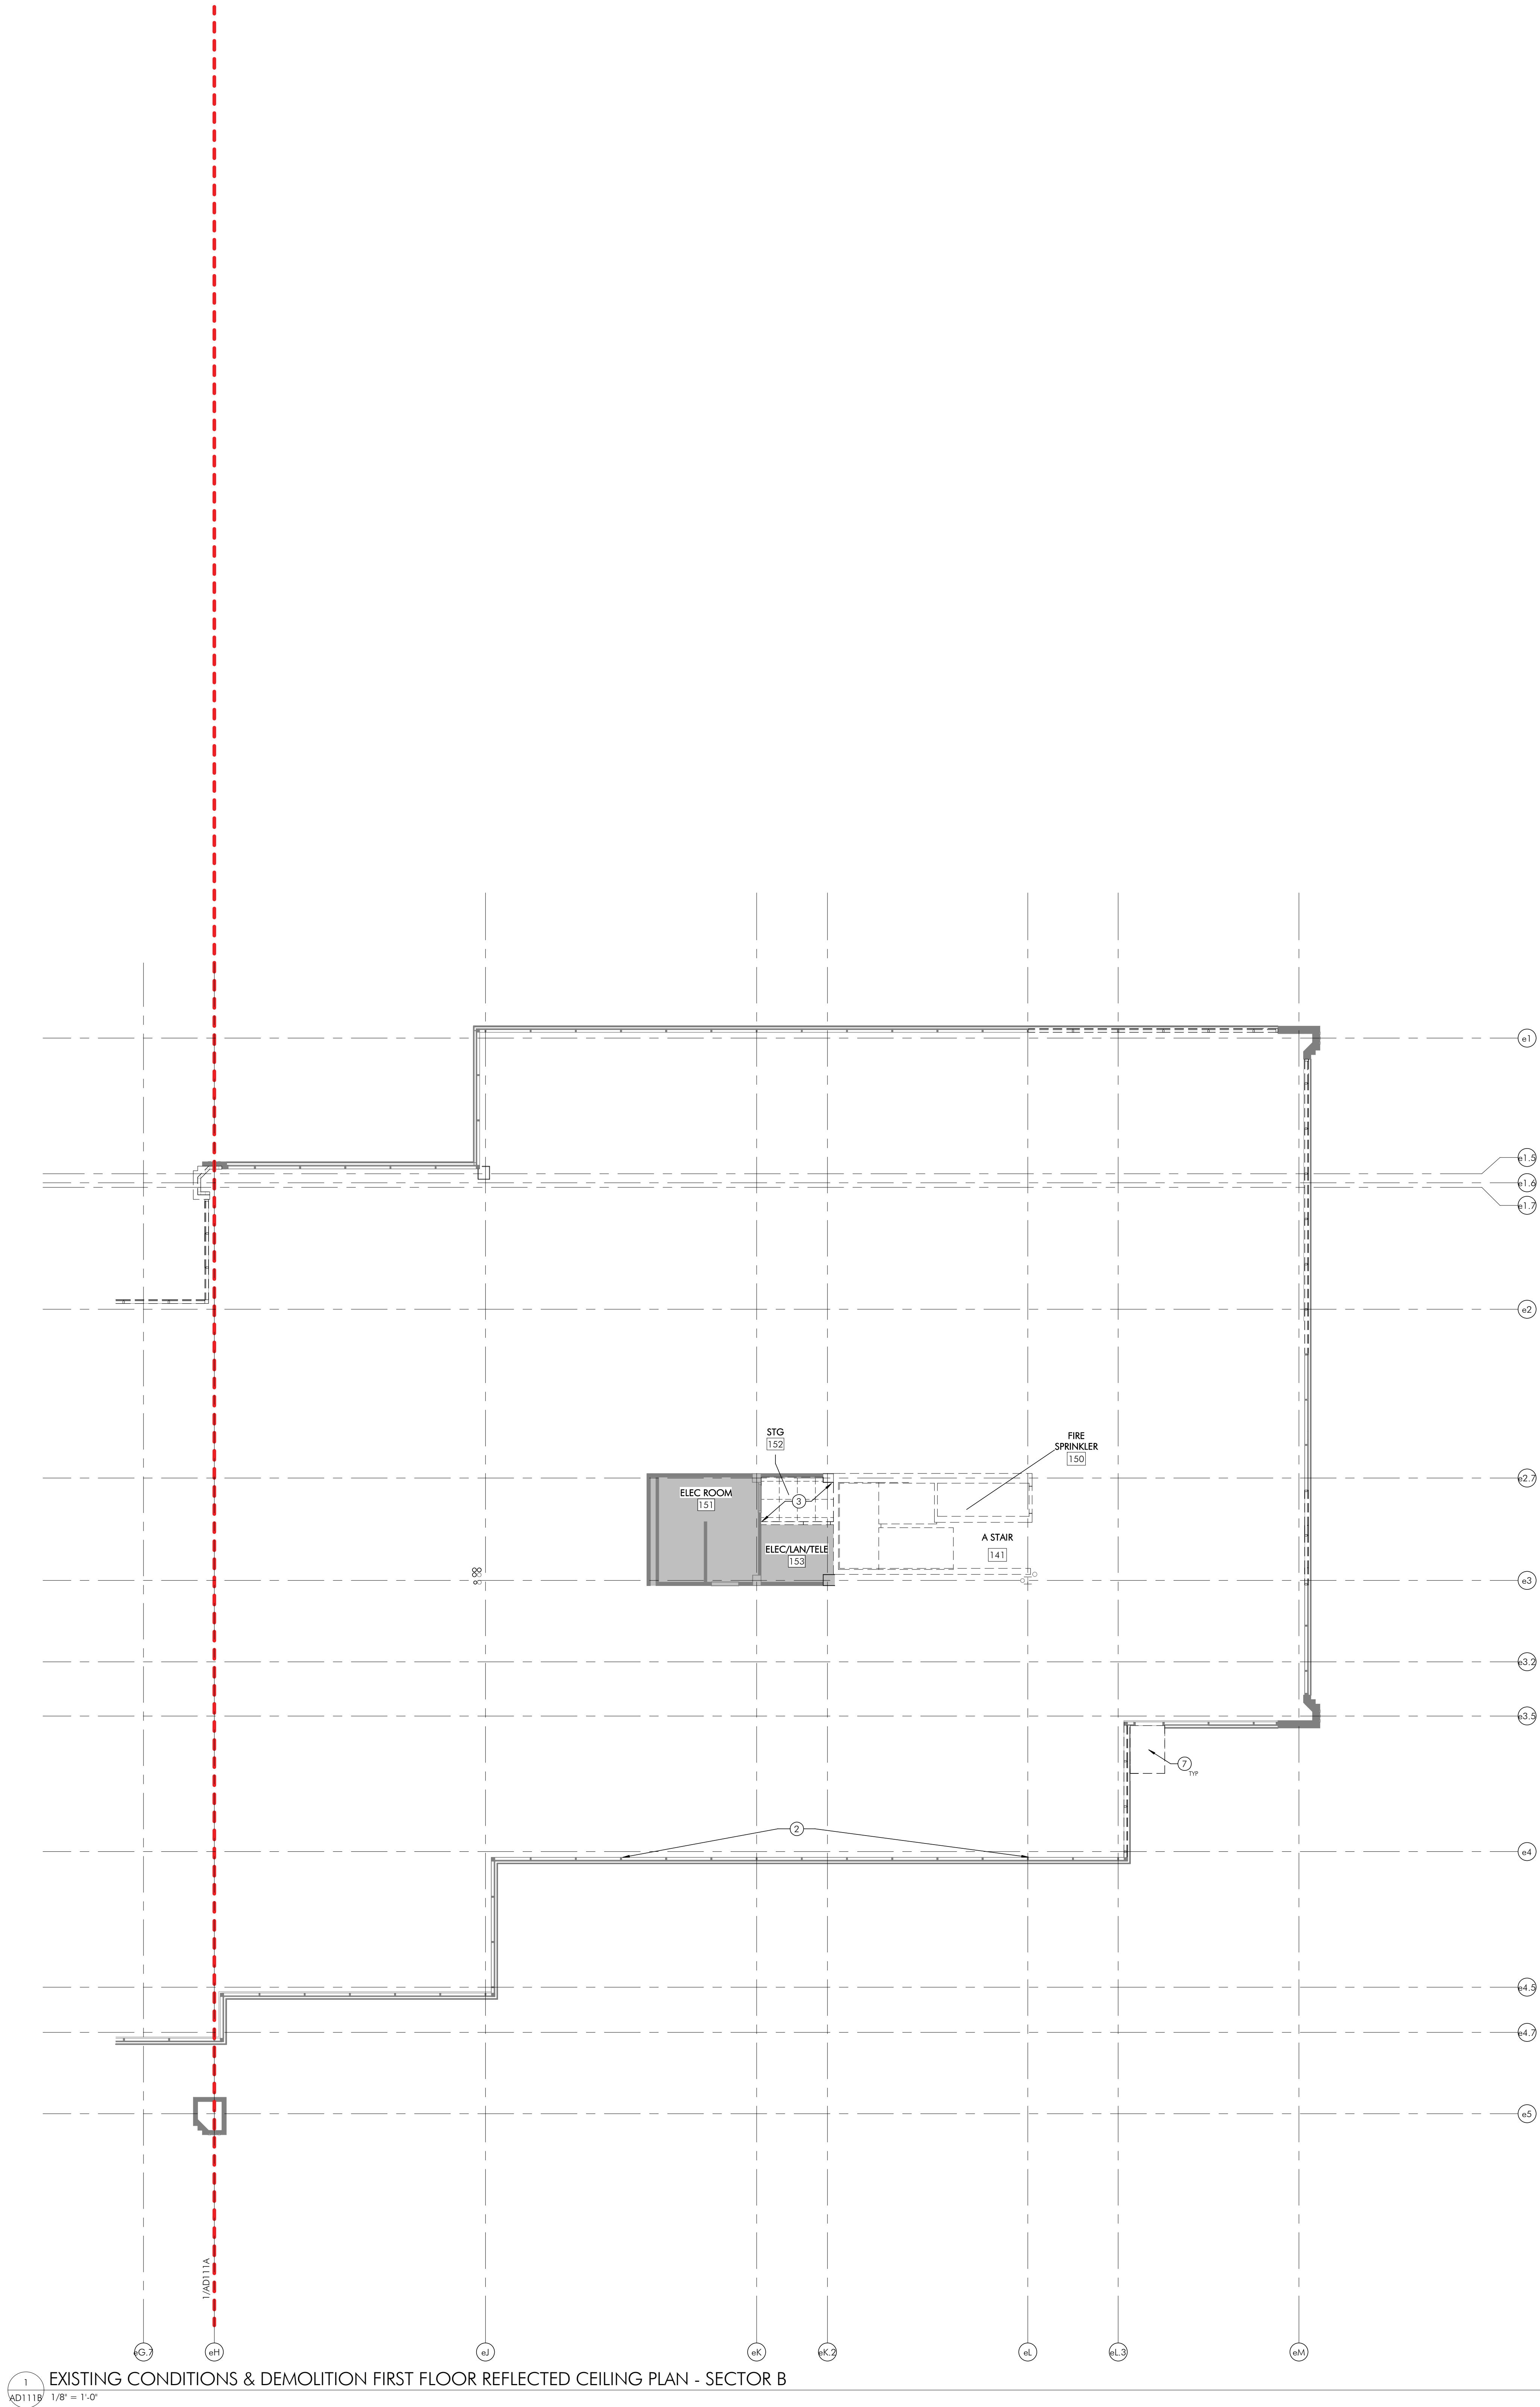 e1
e1.5
e1.6
e1.7
e2
STG
152
FIRE
SPRINKLER
150
e2.7
ELEC ROOM
151
3
A STAIR
141
ELEC/LAN/TELE
153
e3
e3.2
e3.5
7
TYP
2
e4
e4.5
e4.7
e5
1/AD111A
eG.7
eH
eJ
eK
eK.2
eL
eL.3
eM
1
EXISTING CONDITIONS & DEMOLITION FIRST FLOOR REFLECTED CEILING PLAN - SECTOR B
AD111B
1/8" = 1'-0"